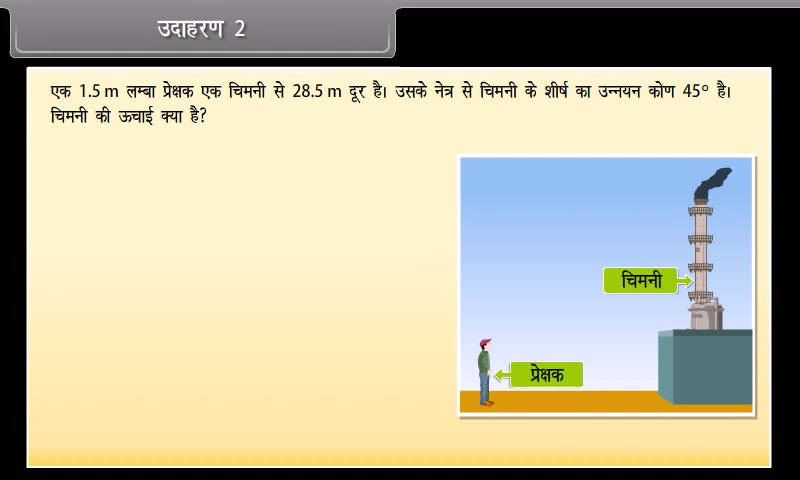 उदाहरण 2
एक 1.5 m लम्बा प्रेक्षक एक चिमनी से 28.5 m दूर है। उसके नेत्र से चिमनी के शीर्ष का उन्नयन कोण 45° है।
चिमनी की ऊचाई क्या है?
चिमनी
प्रेक्षक